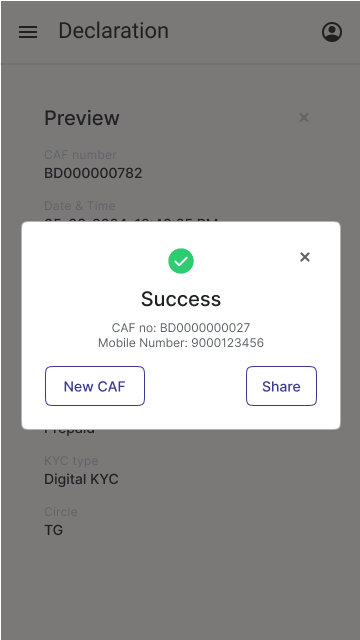 Declaration
Preview
CAF number
BD000000782
Date & Time
Success
CAF no: BD0000000027
Mobile Number: 9000123456
New CAF
Share
Prepaid
KYC type
Digital KYC
Circle
TG